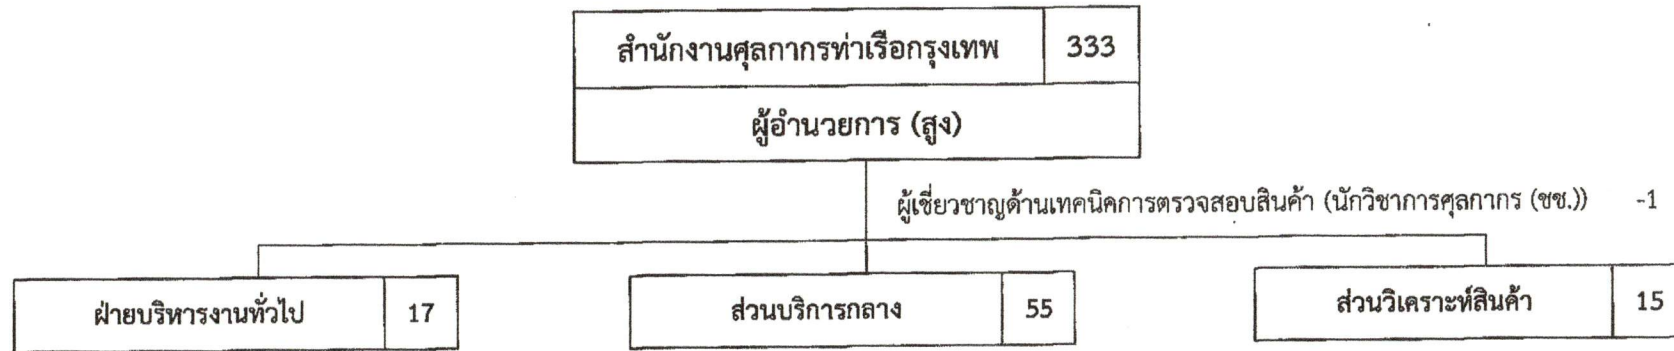 สำนักงานศุลกากรท่าเรือกรุงเทพ 333
ผู้อำนวยการ (สูง)
ผู้เชี่ยวชาญด้านเทคนิคการตรวจสอบสินค้า (นักวิชาการศุลกากร (ชช.)) -1
ฝ่ายบริหารงานทั่วไป 17 ส่วนบริการกลาง 55 ส่วนวิเคราะห์สินค้า 15